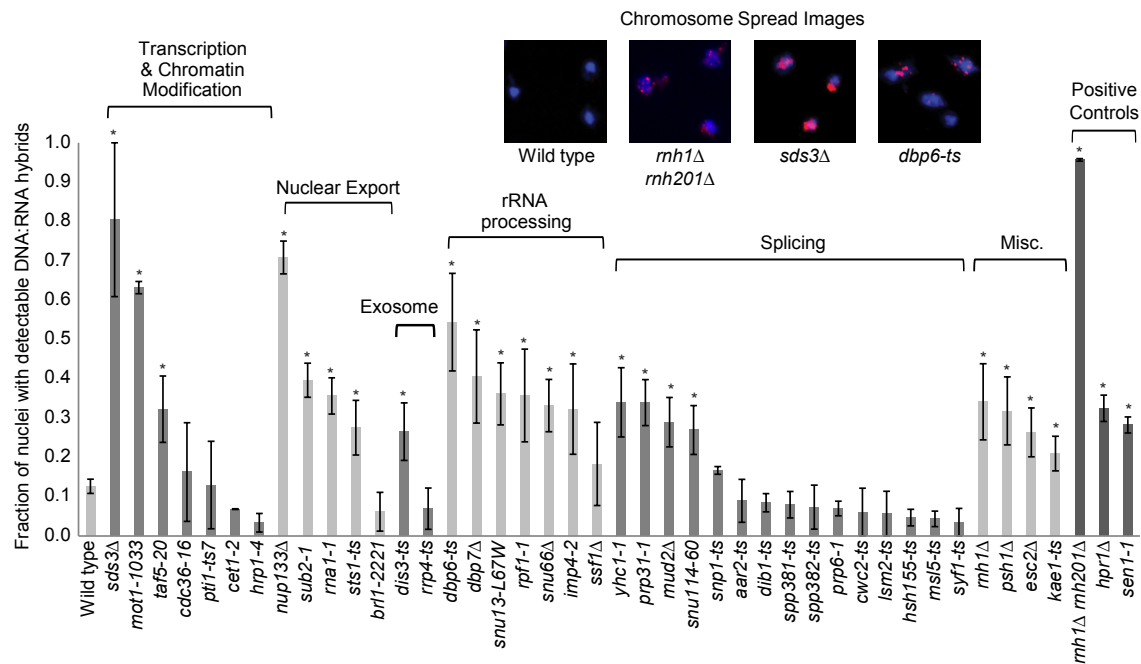 Chromosome Spread Images
Transcription
& Chromatin
Modification
Positive
Controls
Wild type
rnh1Δ
rnh201Δ
sds3Δ
dbp6-ts
Nuclear Export
rRNA
processing
Splicing
Misc.
Exosome
Fraction of nuclei with detectable DNA:RNA hybrids
1.0
0.9
0.8
0.7
0.6
0.5
0.4
0.3
0.2
0.1
0.0
* * * * * * * * * * * * * * * * * * * * * * * * * *
Wild type
sds3Δ
mot1-1033
taf5-20
cdc36-16
pti1-ts7
cet1-2
hrp1-4
nup133Δ
sub2-1
rna1-1
sts1-ts
brl1-2221
dis3-ts
rrp4-ts
dbp6-ts
dbp7Δ
snu13-L67W
rpf1-1
snu66Δ
imp4-2
ssf1Δ
yhc1-1
prp31-1
mud2Δ
snu114-60
snp1-ts
aar2-ts
dib1-ts
spp381-ts
spp382-ts
prp6-1
cwc2-ts
lsm2-ts
hsh155-ts
msl5-ts
syf1-ts
rnh1Δ
psh1Δ
esc2Δ
kae1-ts
rnh1Δ rnh201Δ
hpr1Δ
sen1-1